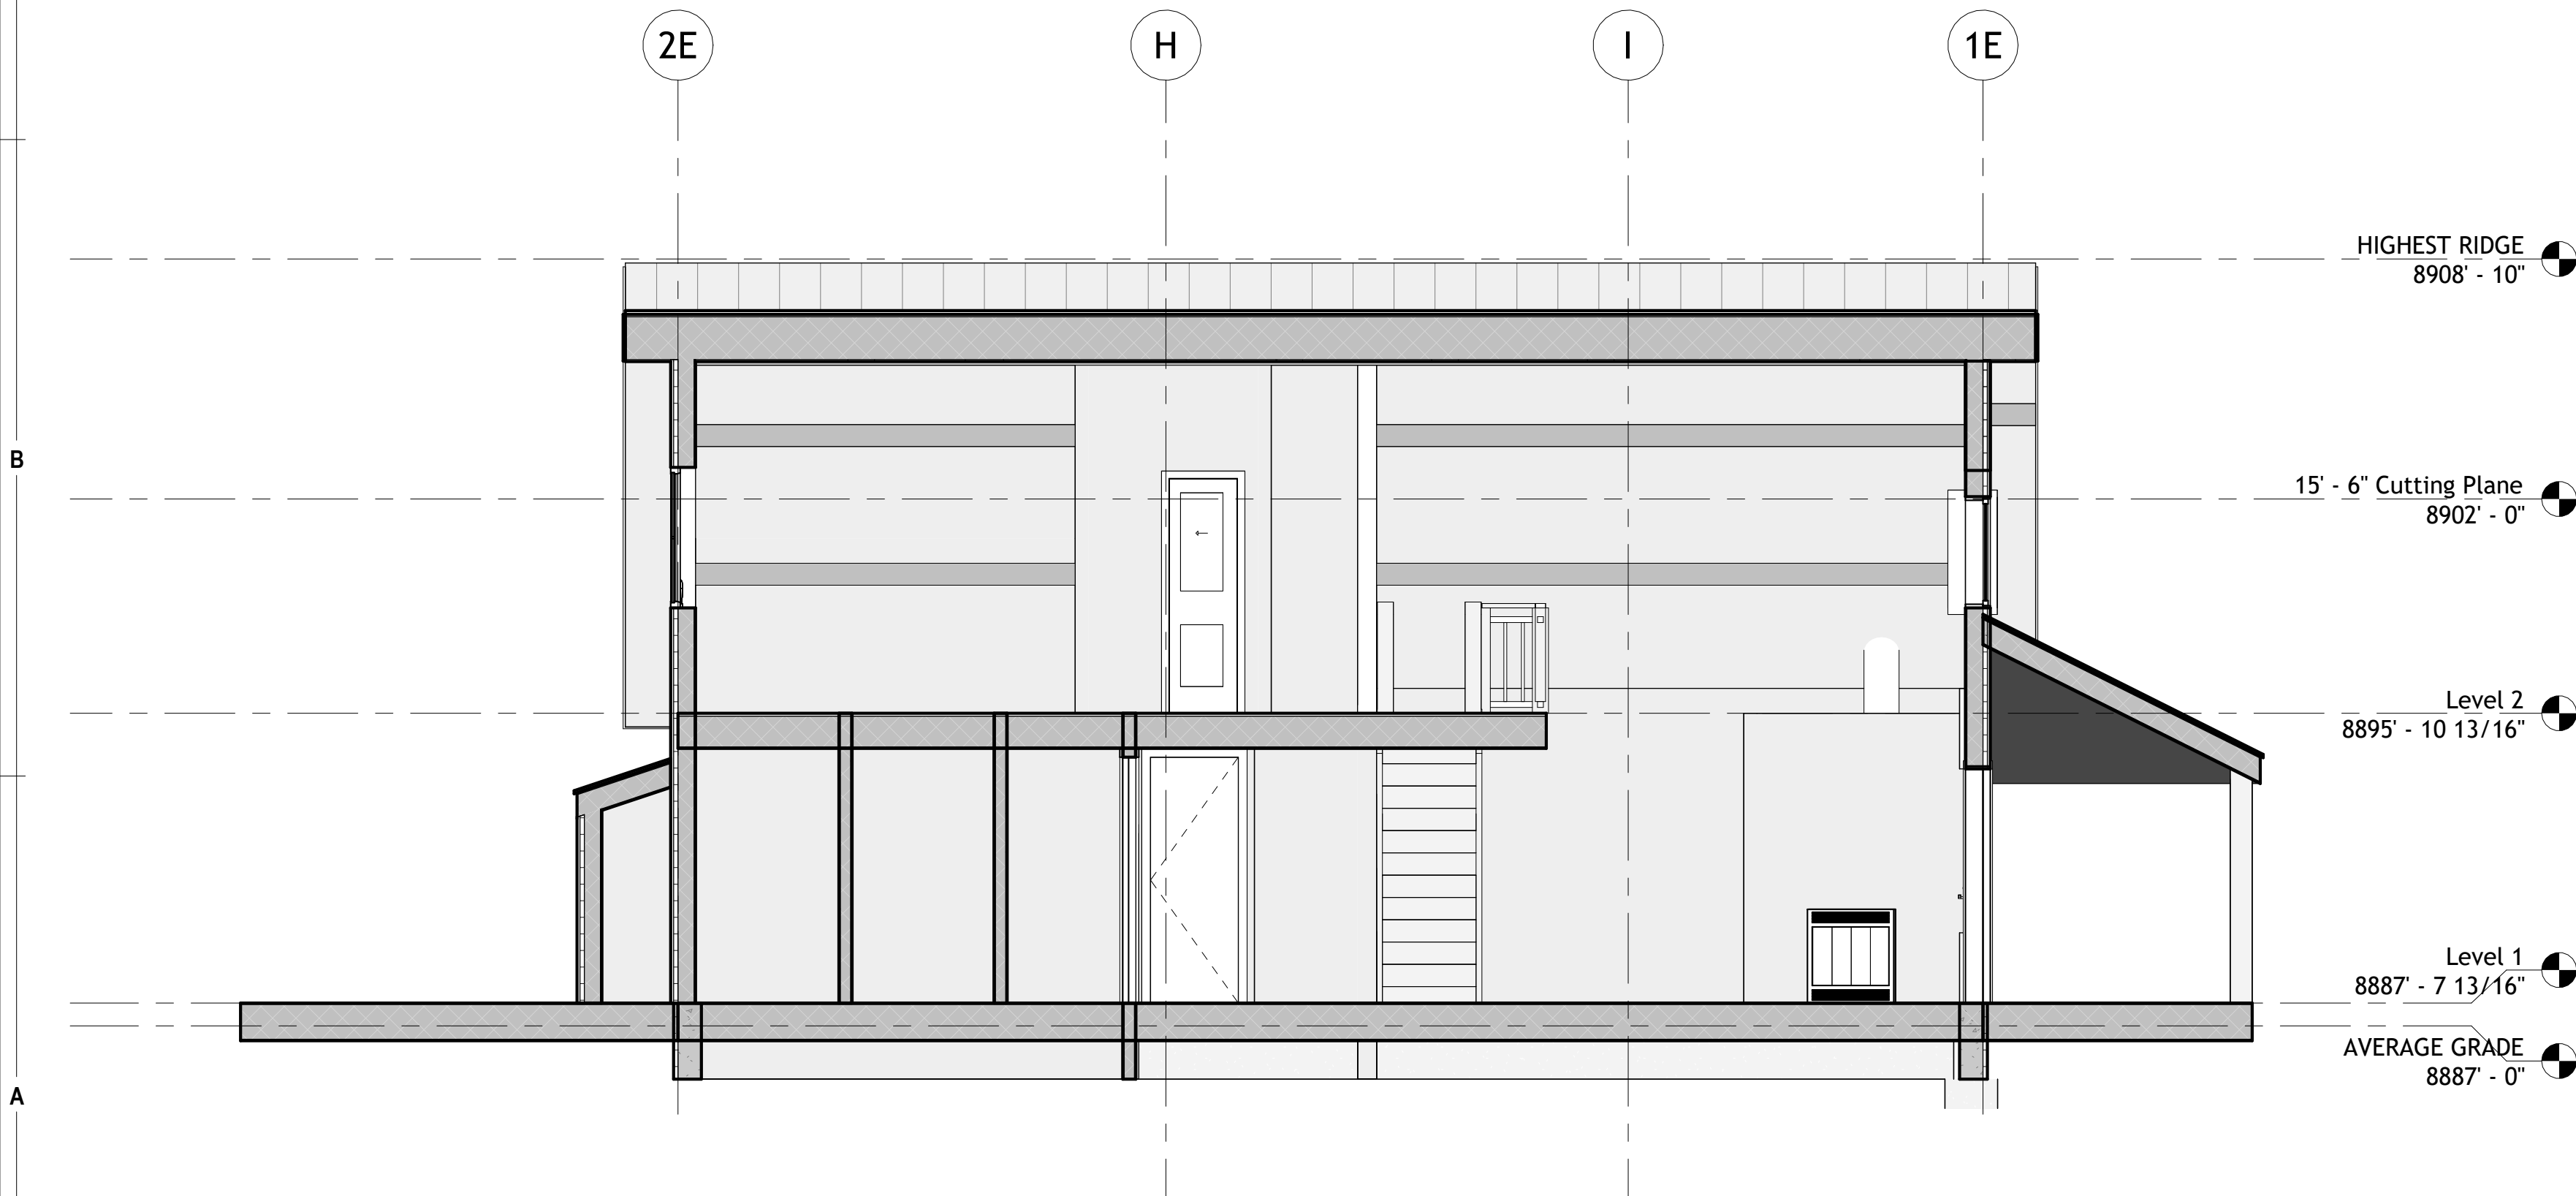 2E
H
I
1E
HIGHEST RIDGE
8908' - 10"
B
15' - 6" Cutting Plane
8902' - 0"
Level 2
8895' - 10 13/16"
Level 1
8887' - 7 13/16"
AVERAGE GRADE
8887' - 0"
A